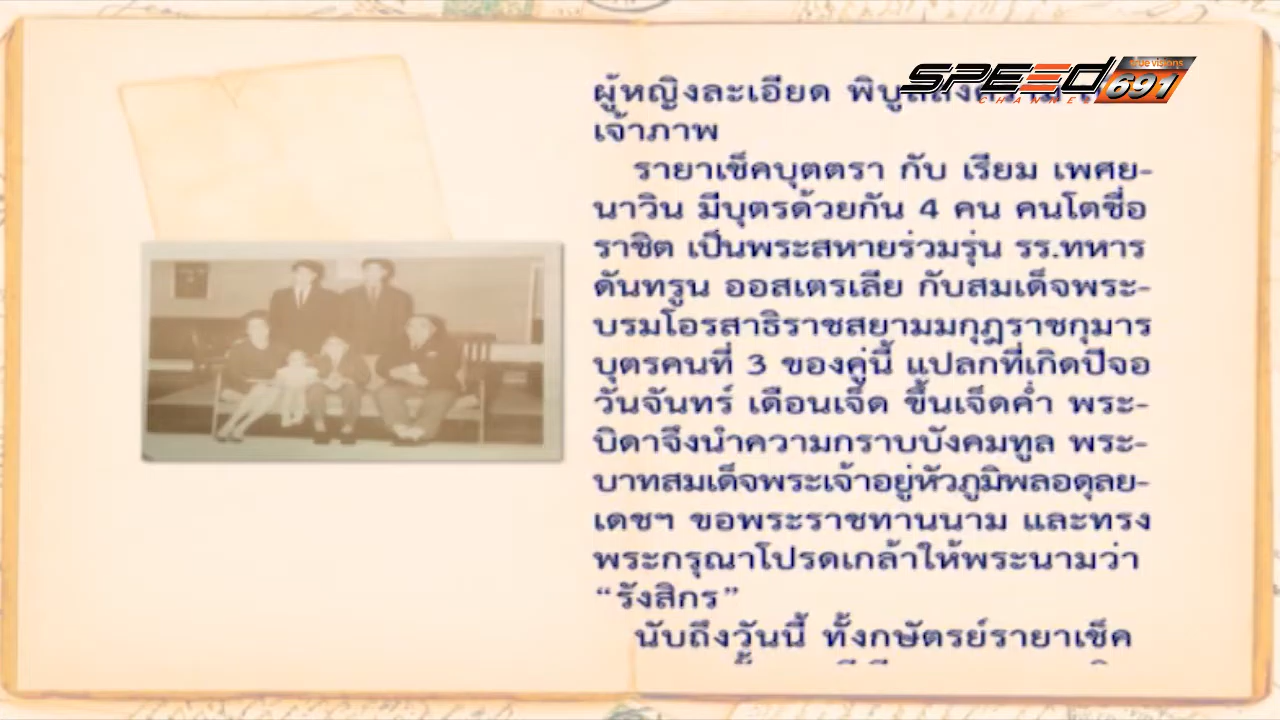 ผู้หญิงละเอียด
เจ้าภาพ
รายาเช็คบุตตรา กับ เรียม เพศย-
นาวิน มีบุตรด้วยกัน 4 คน คนโตชื่อ
ราชิต เป็นพระสหายร่วมรุ่น รร.ทหาร
ดันทรูน ออสเตรเลีย กับสมเด็จพระ-
บรมโอรสาธิราชสยามมกุฎราชกุมาร
บุตรคนที่ 3 ของคู่นี้ แปลกที่เกิดปีจอ
วันจันทร์ เดือนเจ็ด ขึ้นเจ็ดค่ำ พระ-
บิดาจึงนำความกราบบังคมทูล พระ-
บาทสมเด็จพระเจ้าอยู่หัวภูมิพลอดุลย-
เดชฯ ขอพระราชทานนาม และทรง
พระกรุณาโปรดเกล้าให้พระนามว่า
“รังสิกร”
นับถึงวันนี้ ทั้งกษัตริย์รายาเช็ค
SPEED
CHANNEL
true visions
691